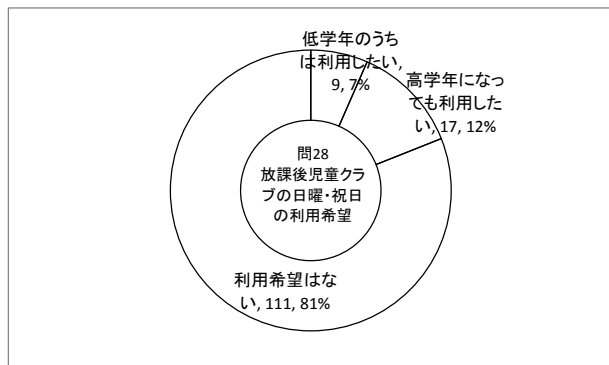 低学年のうち
は利用したい,
9, 7%
高学年になっ
ても利用した
い, 17, 12%
問28
放課後児童クラ
ブの日曜・祝日
の利用希望
利用希望はな
い, 111, 81%